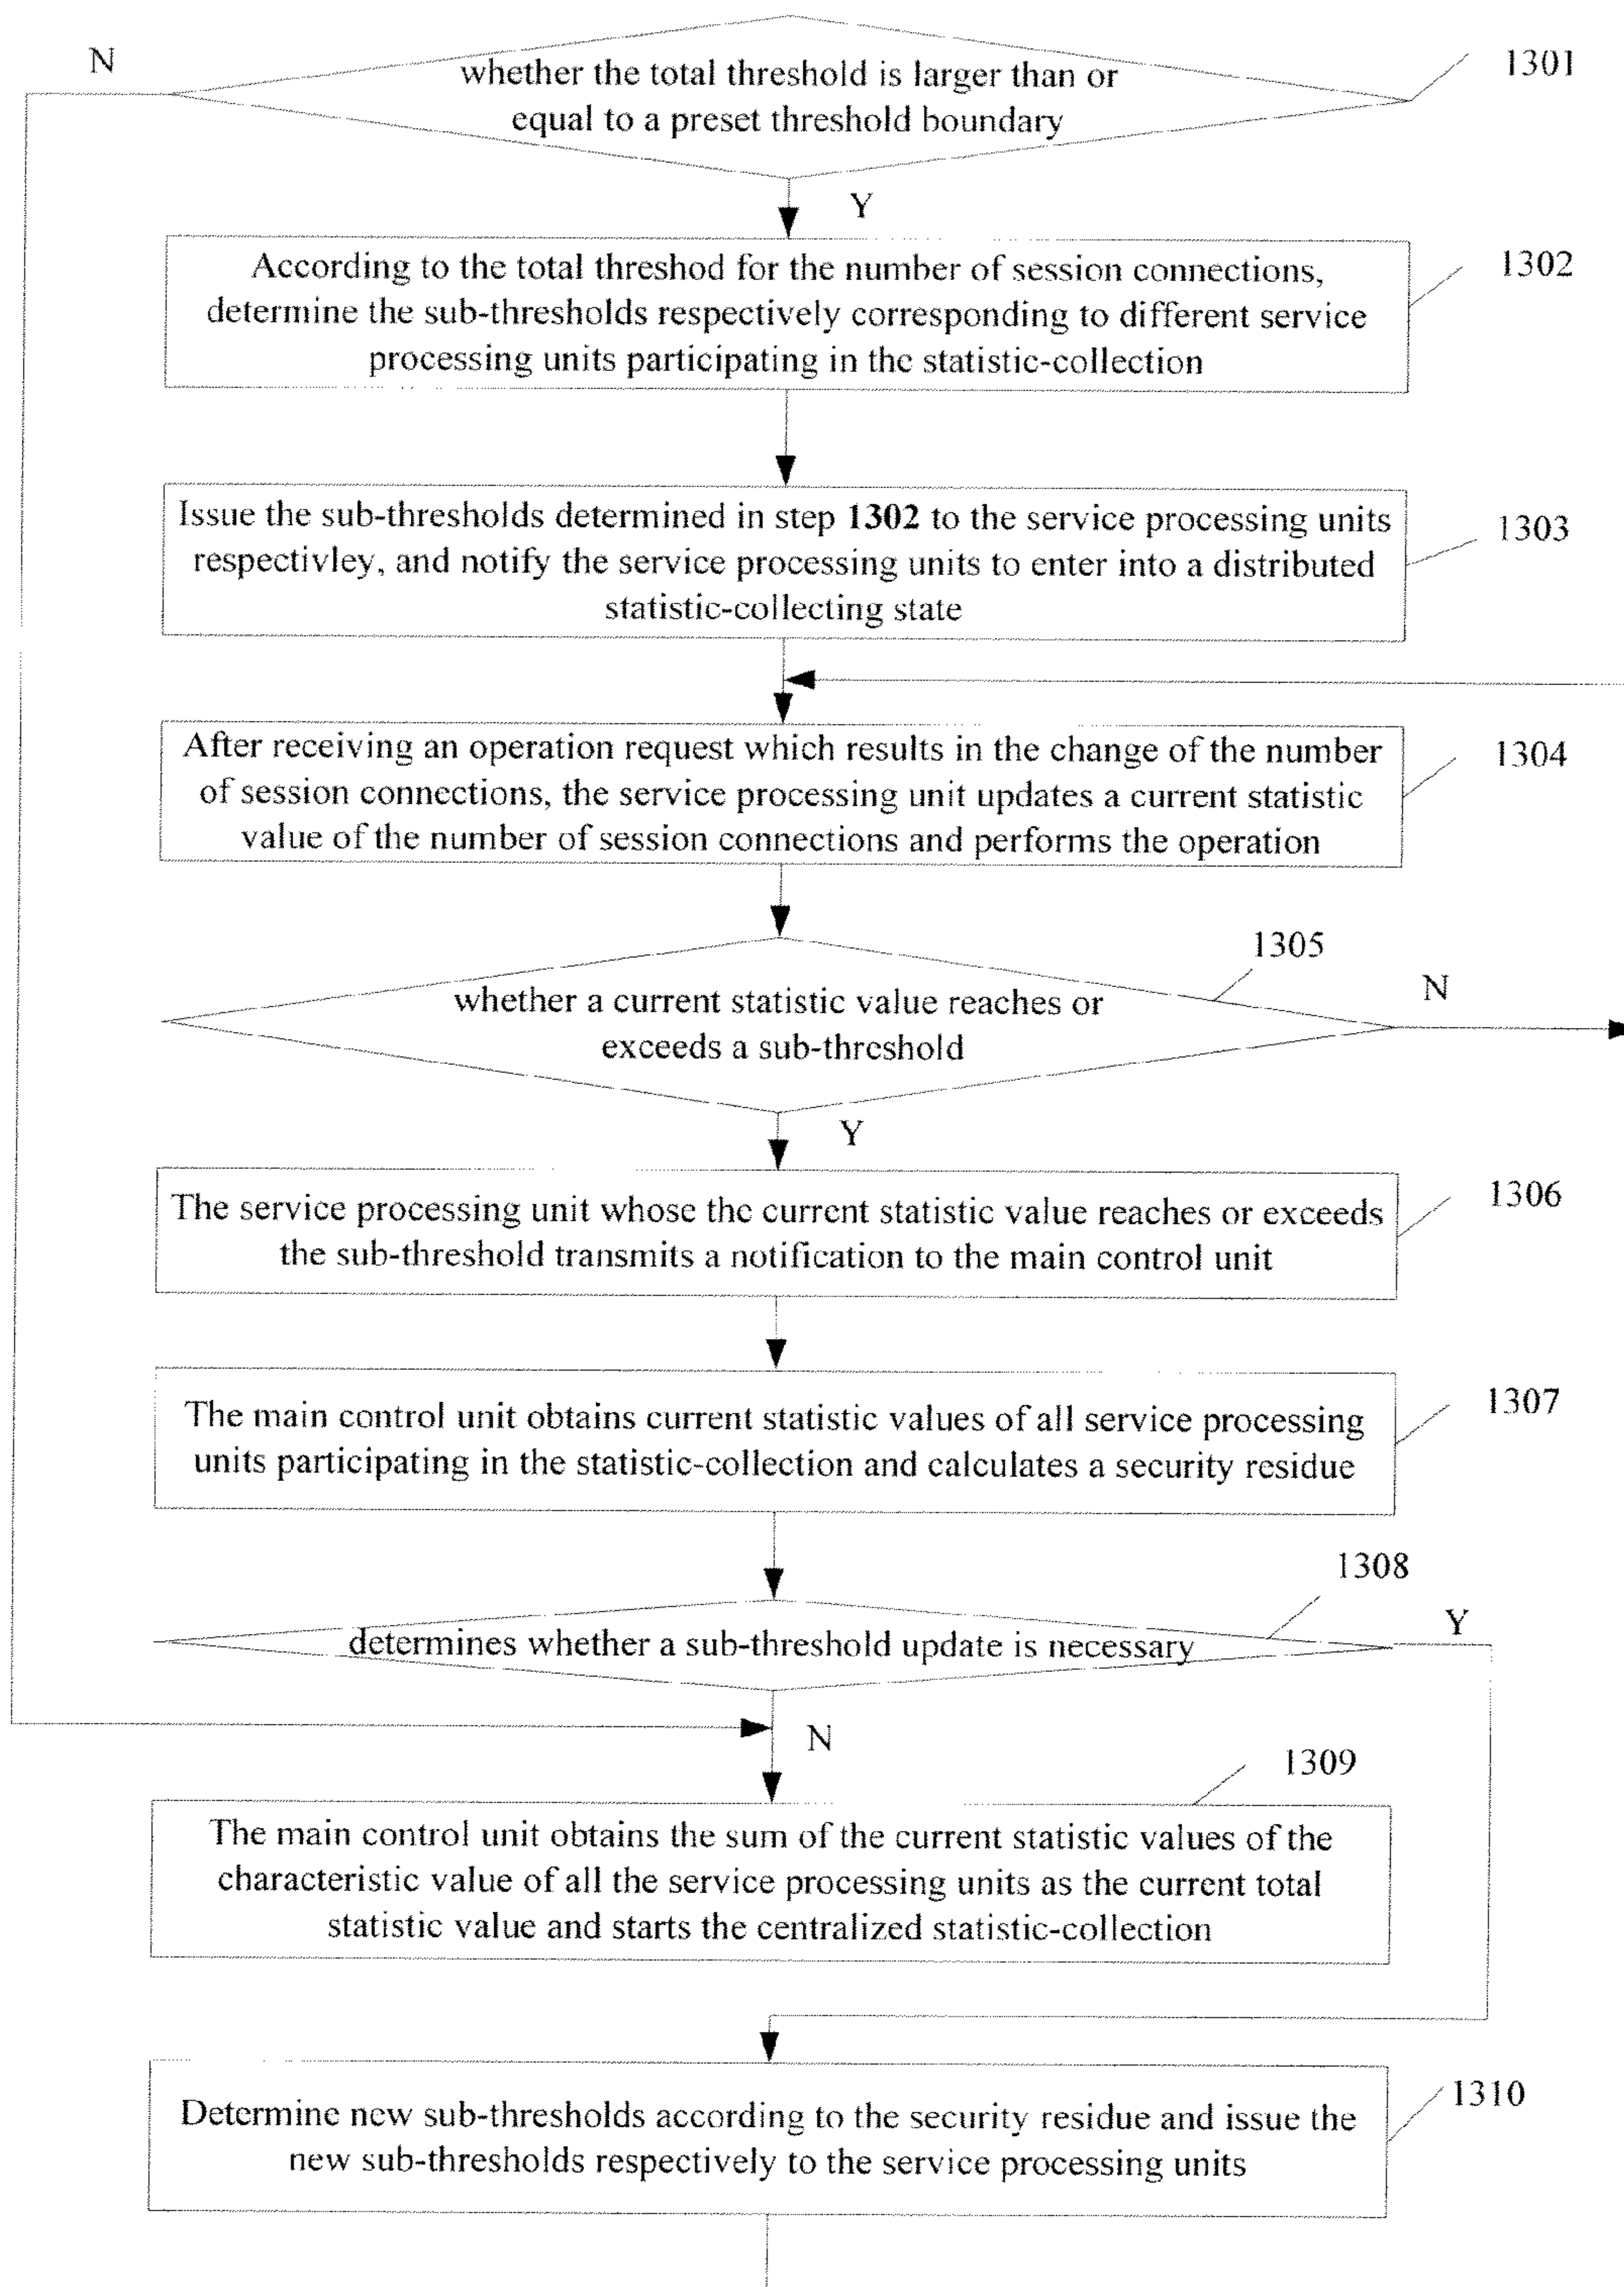 N
whether the total threshold is larger than or
equal to a preset threshold boundary
1301
Y
According to the total threshod for the number of session connections,
determine the sub-thresholds respectively corresponding to different service
processing units participating in the statistic-collection
1302
Issue the sub-thresholds determined in step 1302 to the service processing units
respectivley, and notify the service processing units to enter into a distributed
statistic-collecting state
1303
After receiving an operation request which results in the change of the number
of session connections, the service processing unit updates a current statistic
value of the number of session connections and performs the operation
1304
1305
whether a current statistic value reaches or
exceeds a sub-threshold
N
Y
The service processing unit whose the current statistic value reaches or exceeds
the sub-threshold transmits a notification to the main control unit
1306
The main control unit obtains current statistic values of all service processing
units participating in the statistic-collection and calculates a security residue
1307
1308
determines whether a sub-threshold update is necessary
Y
N
1309
The main control unit obtains the sum of the current statistic values of the
characteristic value of all the service processing units as the current total
statistic value and starts the centralized statistic-collection
Determine new sub-thresholds according to the security residue and issue the
new sub-thresholds respectively to the service processing units
1310